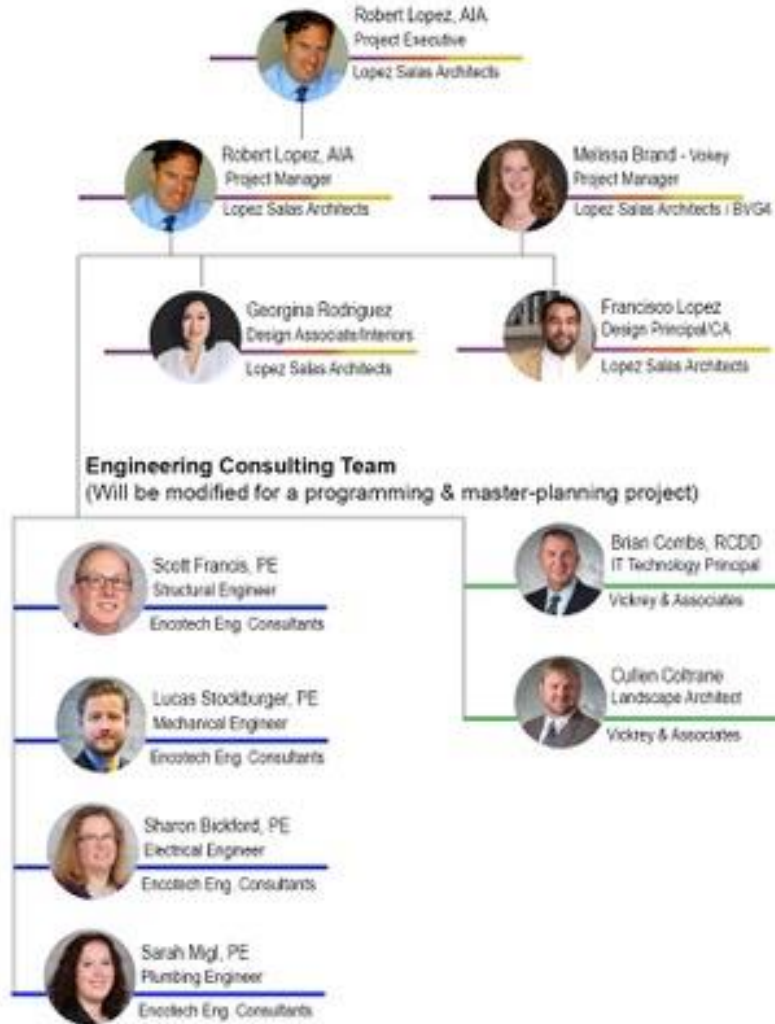 Robert Lopez, AIA
Project Executive
Lopez Salas Architects
Robert Lopez, AIA
Project Manager
Lopez Salas Architects
Melissa Brand - Vokey
Project Manager
Lopez Salas Architects / BVG4
Georgina Rodriguez
Design Associate/Interiors
Lopez Salas Architects
Francisco Lopez
Design Principal/CA
Lopez Salas Architects
Engineering Consulting Team
(Will be modified for a programming & master-planning project)
Scott Francis, PE
Structural Engineer
Encotech Eng. Consultants
Lucas Stockburger, PE
Mechanical Engineer
Encotech Eng. Consultants
Sharon Bickford, PE
Electrical Engineer
Encotech Eng. Consultants
Sarah Migl, PE
Plumbing Engineer
Encotech Eng. Consultants
Brian Combs, RCDD
IT Technology Principal
Vickrey & Associates
Cullen Coltrane
Landscape Architect
Vickrey & Associates